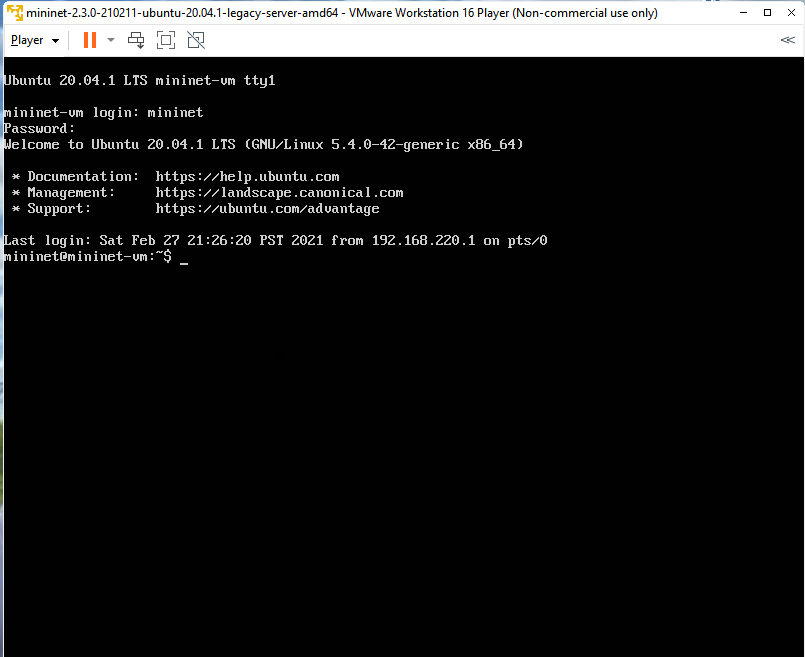 mininet-2.3.0-210211-ubuntu-20.04.1-legacy-server-amd64 - VMware Workstation 16 Player (Non-commercial use only)
Player
Ubuntu 20.04.1 LTS mininet-vm tty1
mininet-vm login: mininet
Password:
Welcome to Ubuntu 20.04.1 LTS (GNU/Linux 5.4.0-42-generic x86_64)
* Documentation:  https://help.ubuntu.com
* Management:     https://landscape.canonical.com
* Support:        https://ubuntu.com/advantage
Last login: Sat Feb 27 21:26:20 PST 2021 from 192.168.220.1 on pts/0
mininet@mininet-vm:~$ _